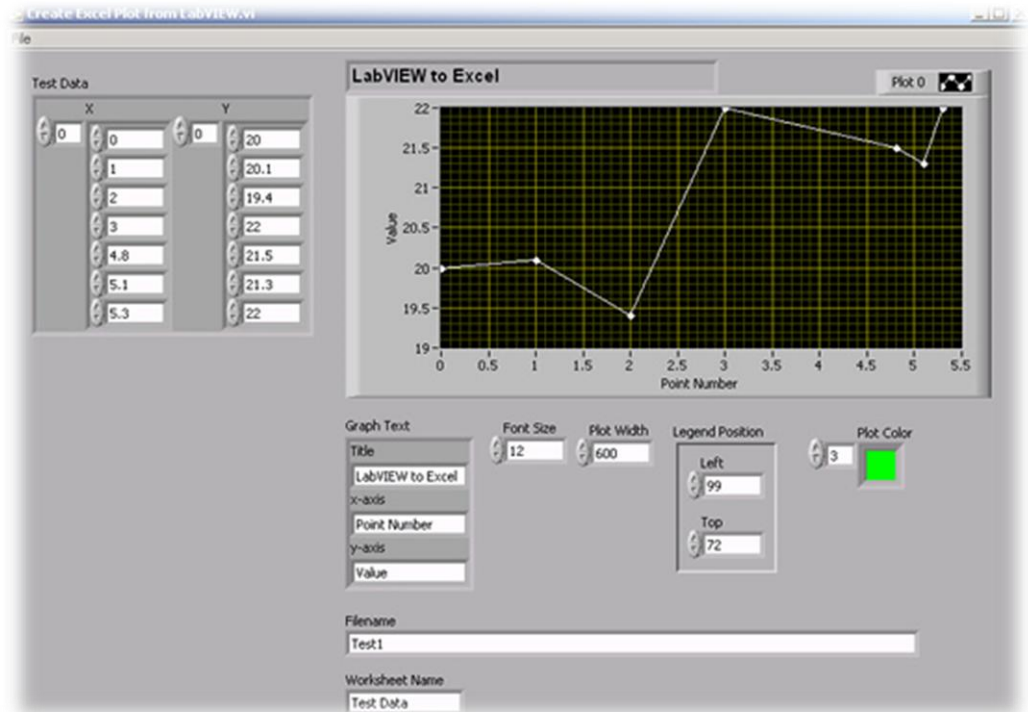 Create Excel Plot from LabVIEW.vi
File
Test Data
X Y
0 0 0 20
1 20.1
2 19.4
3 22
4.8 21.5
5.1 21.3
5.3 22
LabVIEW to Excel
Plot 0
22
21.5
21
20.5
20
19.5
19
Value
0 0.5 1 1.5 2 2.5 3 3.5 4 4.5 5 5.5
Point Number
Graph Text
Title
LabVIEW to Excel
x-axis
Point Number
y-axis
Value
Font Size
12
Plot Width
600
Legend Position
Left
99
Top
72
Plot Color
3
Filename
Test1
Worksheet Name
Test Data